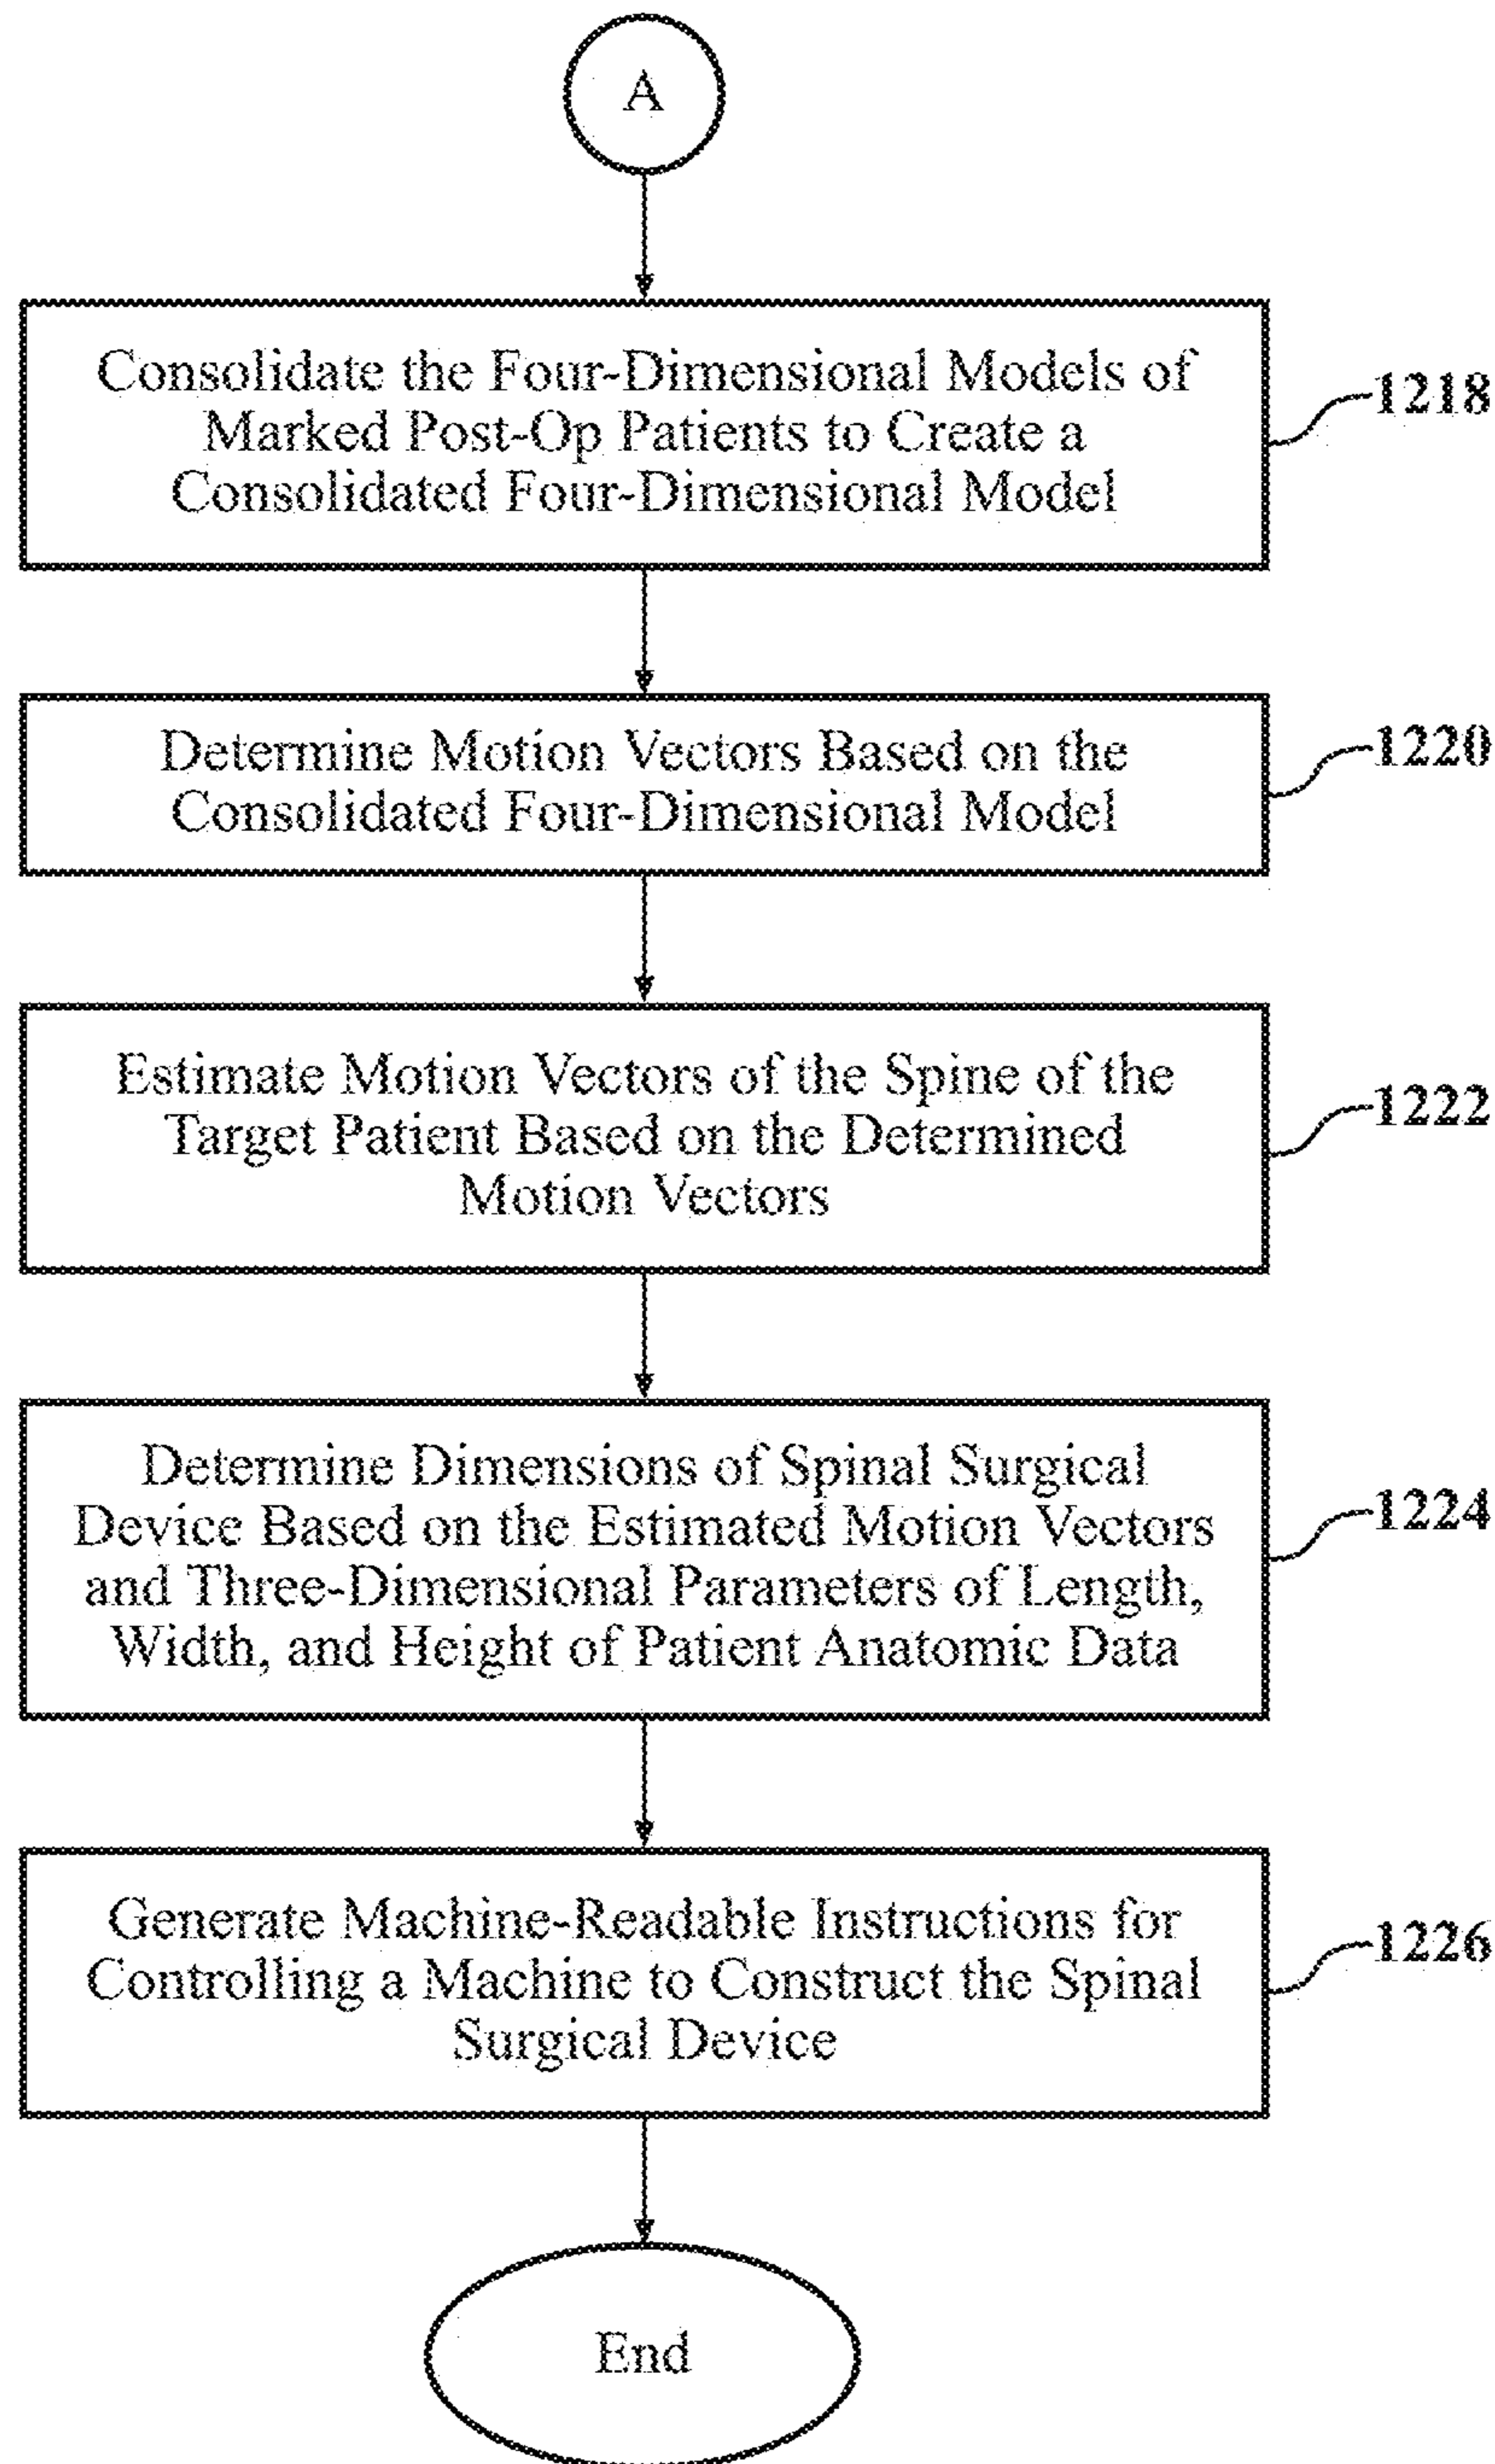 A
Consolidate the Four-Dimensional Models of
Marked Post-Op Patients to Create a
Consolidated Four-Dimensional Model
1218
Determine Motion Vectors Based on the
Consolidated Four-Dimensional Model
1220
Estimate Motion Vectors of the Spine of the
Target Patient Based on the Determined
Motion Vectors
1222
Determine Dimensions of Spinal Surgical
Device Based on the Estimated Motion Vectors
and Three-Dimensional Parameters of Length,
Width, and Height of Patient Anatomic Data
1224
Generate Machine-Readable Instructions for
Controlling a Machine to Construct the Spinal
Surgical Device
1226
End